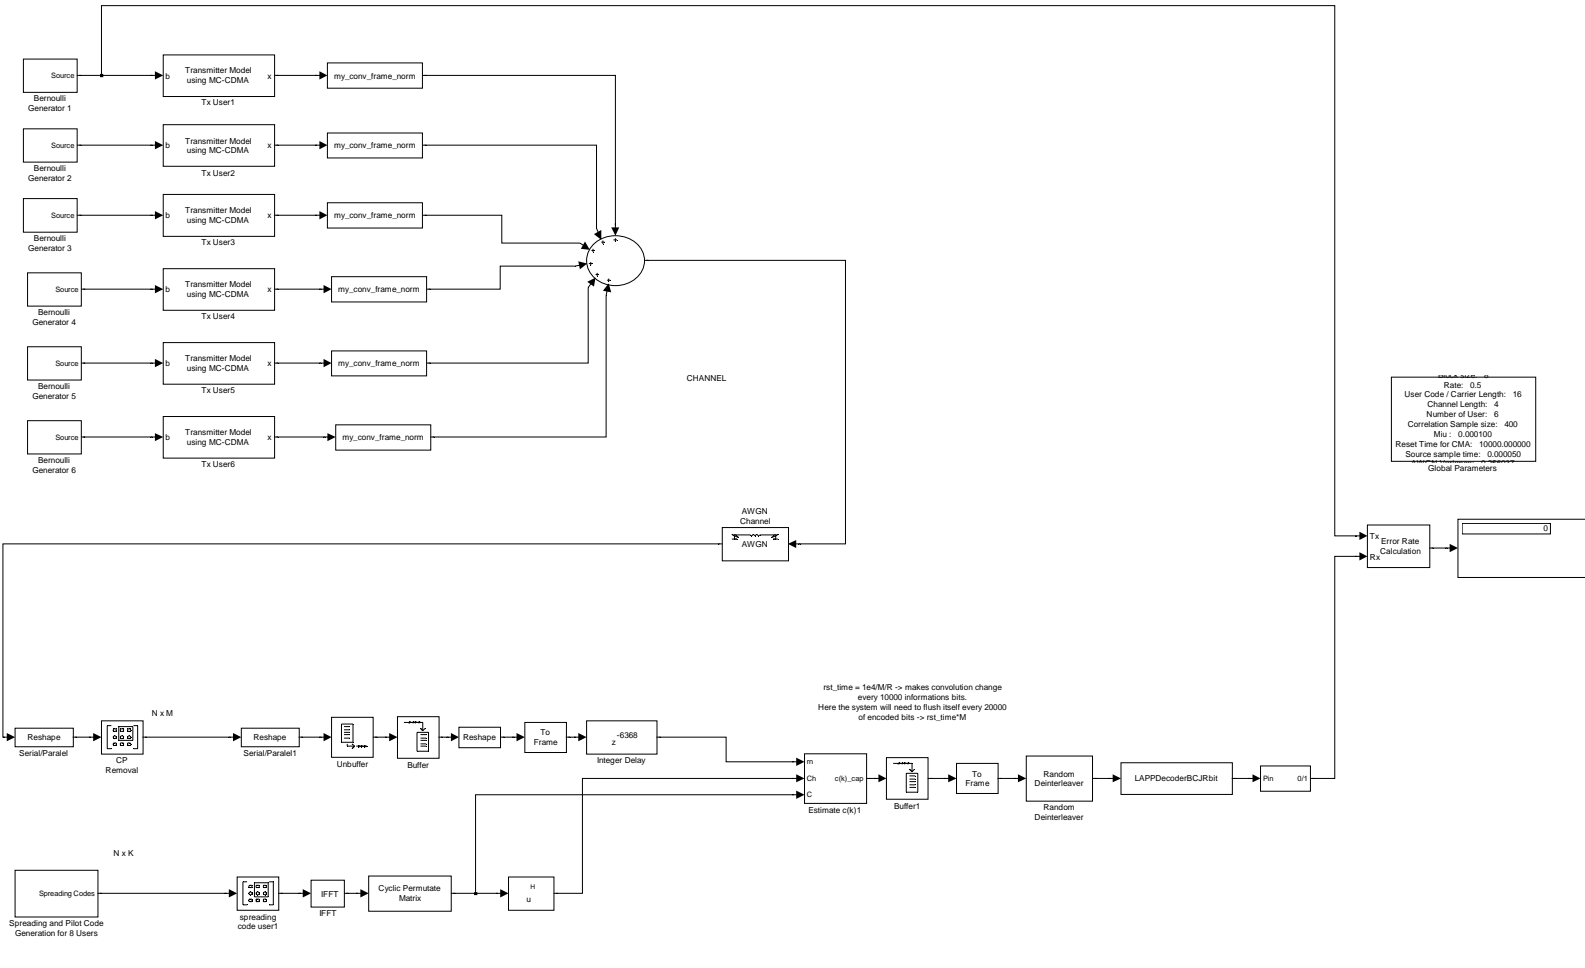 Source
Bernoulli
Generator 1
b
Transmitter Model
using MC-CDMA
x
Tx User1
my_conv_frame_norm
Source
Bernoulli
Generator 2
b
Transmitter Model
using MC-CDMA
x
Tx User2
my_conv_frame_norm
Source
Bernoulli
Generator 3
b
Transmitter Model
using MC-CDMA
x
Tx User3
my_conv_frame_norm
Source
Bernoulli
Generator 4
b
Transmitter Model
using MC-CDMA
x
Tx User4
my_conv_frame_norm
Source
Bernoulli
Generator 5
b
Transmitter Model
using MC-CDMA
x
Tx User5
my_conv_frame_norm
Source
Bernoulli
Generator 6
b
Transmitter Model
using MC-CDMA
x
Tx User6
my_conv_frame_norm
CHANNEL
Rate: 0.5
User Code / Carrier Length: 16
Channel Length: 4
Number of User: 6
Correlation Sample size: 400
Miu : 0.000100
Reset Time for CMA: 10000.000000
Source sample time: 0.000050
Global Parameters
AWGN
Channel
AWGN
Tx
Rx
Error Rate
Calculation
0
rst_time = 1e4/M/R -> makes convolution change
every 10000 informations bits.
Here the system will need to flush itself every 20000
of encoded bits -> rst_time*M
Reshape
Serial/Paralel
CP
Removal
N x M
Reshape
Serial/Paralel1
Unbuffer
Buffer
Reshape
To
Frame
z -6368
Integer Delay
rn
Ch
C
c(k)_cap
Estimate c(k)1
Buffer1
To
Frame
Random
Deinterleaver
Random
Deinterleaver
LAPPDecoderBCJRbit
Pin
0/1
N x K
Spreading Codes
Spreading and Pilot Code
Generation for 8 Users
spreading
code user1
IFFT
IFFT
Cyclic Permutate
Matrix
u H